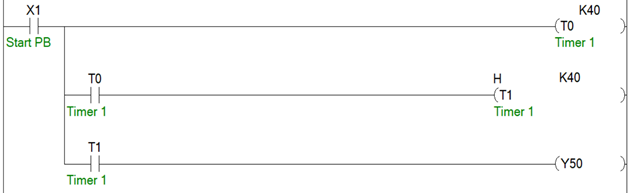 X1 K40
Start PB (T0 )
Timer 1
T0 H K40
Timer 1 (T1 )
Timer 1
T1
(Y50 )
Timer 1